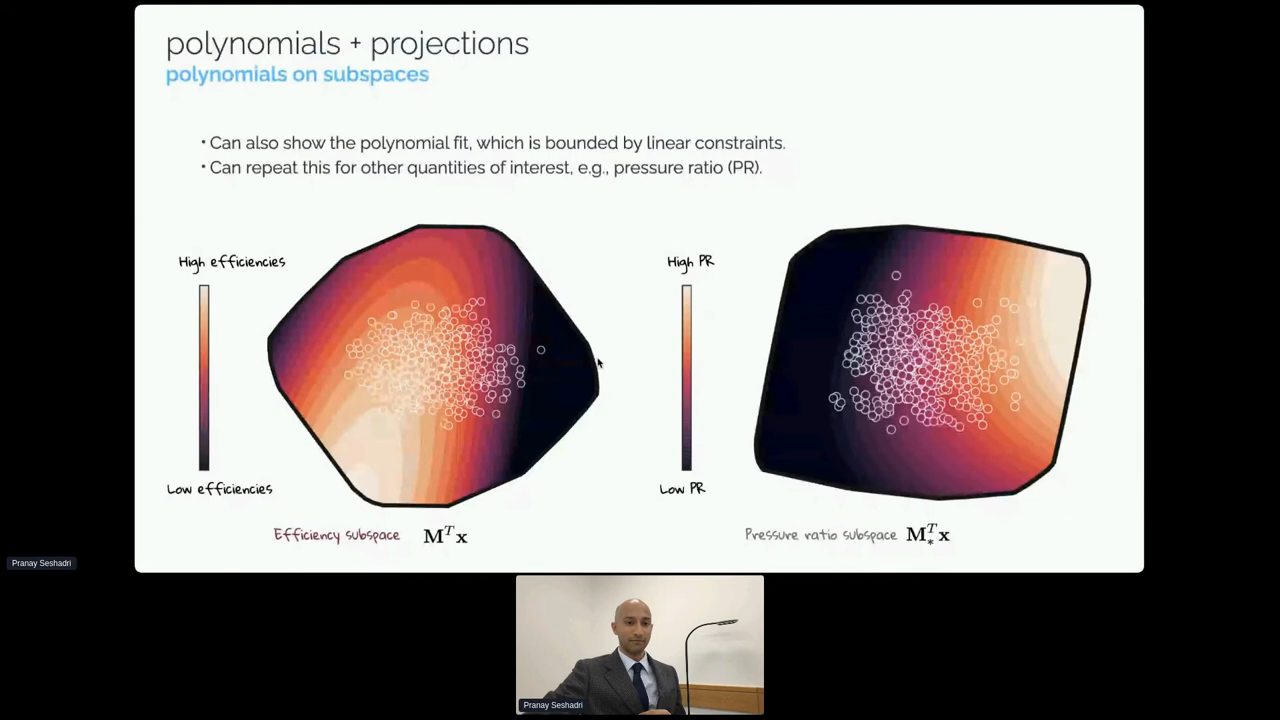 polynomials + projections
polynomials on subspaces
• Can also show the polynomial fit, which is bounded by linear constraints.
• Can repeat this for other quantities of interest, e.g., pressure ratio (PR).
High efficiencies
Low efficiencies
Efficiency subspace M^T x
High PR
Low PR
Pressure ratio subspace M_*^T x
Pranay Seshadri
Pranay Seshadri